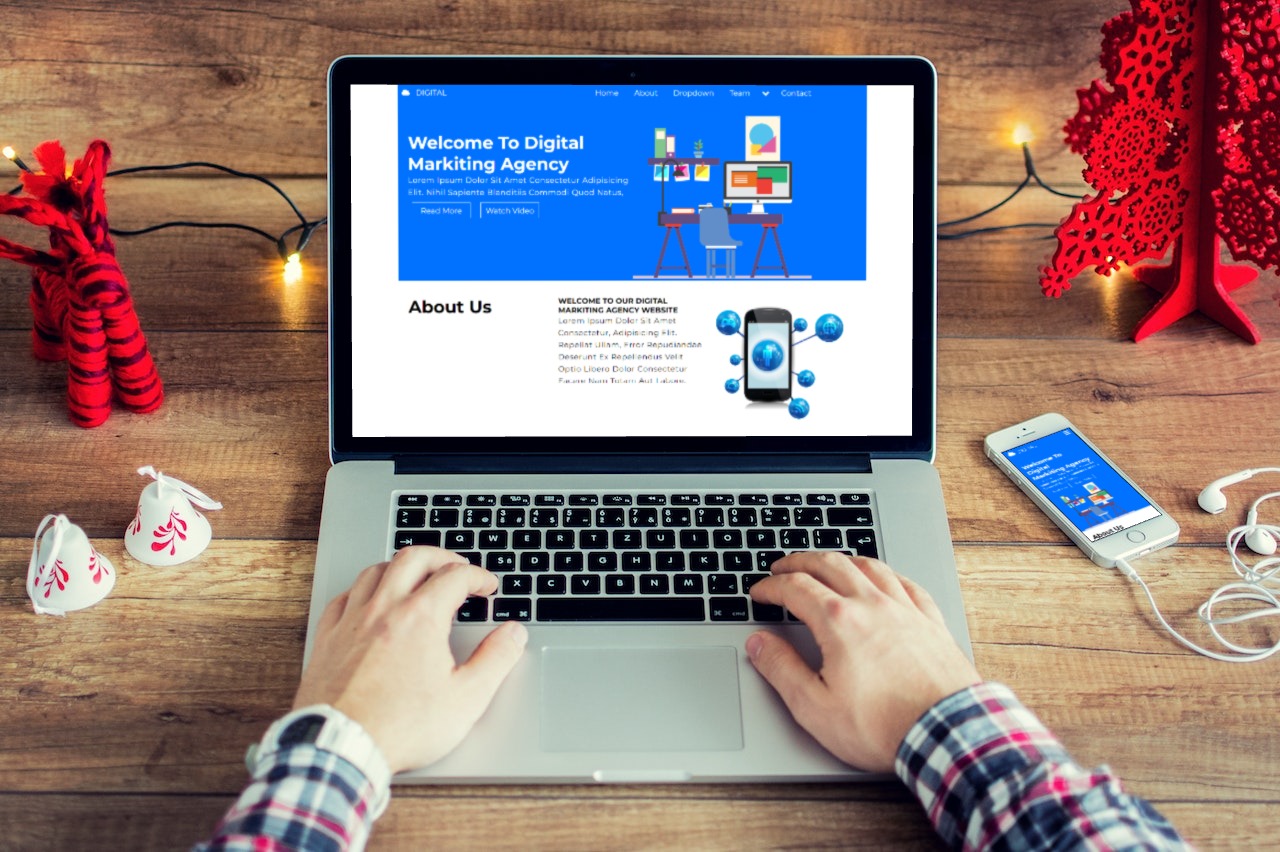 DIGITAL
Home About Dropdown Team Contact
Welcome To Digital
Markiting Agency
Lorem Ipsum Dolor Sit Amet Consectetur Adipisicing
Elit. Nihil Sapiente Blanditiis Commodi Quod Natus,
Read More Watch Video
About Us
WELCOME TO OUR DIGITAL
MARKITING AGENCY WEBSITE
Lorem Ipsum Dolor Sit Amet
Consectetur, Adipisicing Elit.
Repellat Ullam, Error Repudiandae
Deserunt Ex Repellendus Velit
Optio Libero Dolor Consectetur
Facere Nam Totam Aut Labore.
Welcome To
Digital
Markiting Agency
About Us
Q W E R T Z U I O P
X C V B N M
cmd cmd